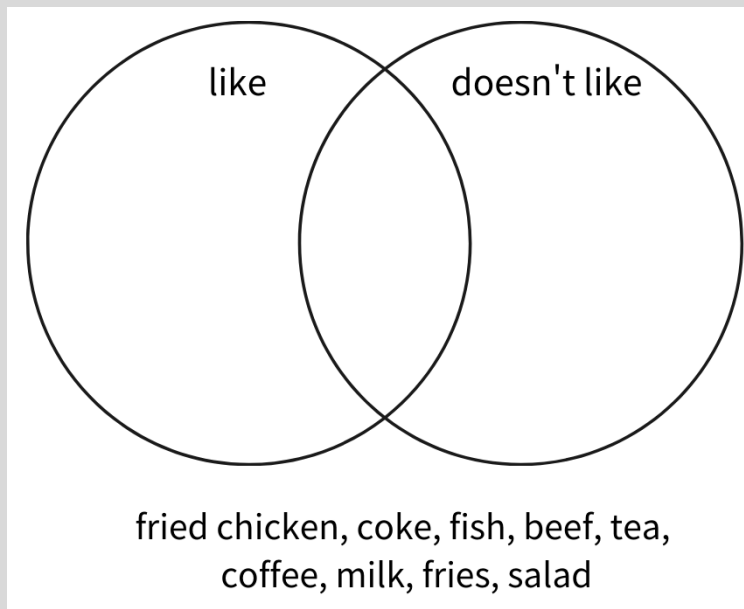 like
doesn't like
fried chicken, coke, fish, beef, tea,
coffee, milk, fries, salad